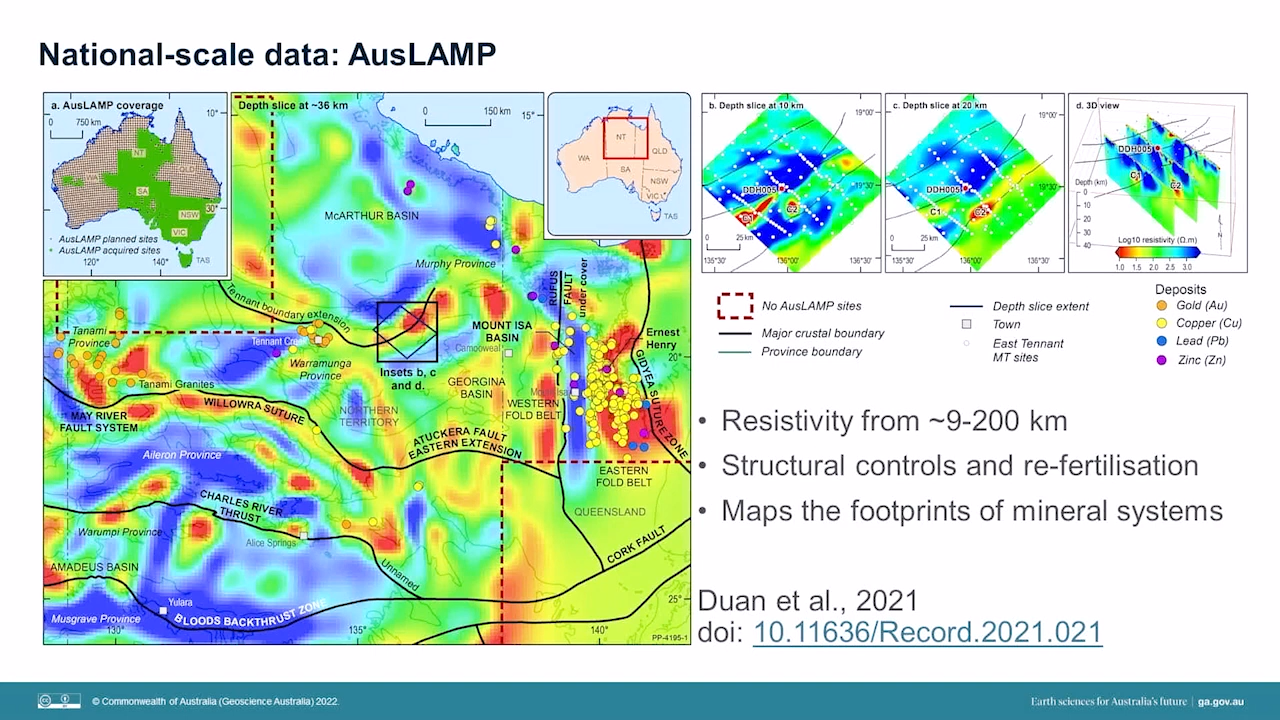 National-scale data: AusLAMP
a. AusLAMP coverage
0 750 km
10°
NT
WA
QLD
SA
30°
NSW
VIC
AusLAMP planned sites
AusLAMP acquired sites
TAS
120° 140°
Depth slice at ~36 km
0 150 km
15°
NT
WA
QLD
SA
NSW
VIC
TAS
McARTHUR BASIN
Murphy Province
RUFUS FAULT
under cover
Tennant boundary extension
Tanami
Province
Warramunga
Province
MOUNT ISA
BASIN
Camooweal
Ernest
Henry
20°
Insets b, c
and d.
Tanami Granites
GEORGINA
BASIN
GIDYEA SUTURE ZONE
WILLOWRA SUTURE
NORTHERN
TERRITORY
WESTERN
FOLD BELT
MAY RIVER
FAULT SYSTEM
ATUCKERA FAULT
EASTERN EXTENSION
Aileron Province
EASTERN
FOLD BELT
CHARLES RIVER
THRUST
QUEENSLAND
Warumpi Province
Alice Springs
CORK FAULT
AMADEUS BASIN
Unnamed
Yulara
25°
Musgrave Province
BLOODS BACKTHRUST ZONE
130° 135° 140°
PP-4195-1
b. Depth slice at 10 km
19°00'
DDH005
19°30'
C1
C2
0 25 km
135°30' 136°00' 136°30'
c. Depth slice at 20 km
19°00'
DDH005
19°30'
C1
C2
0 25 km
135°30' 136°00' 136°30'
d. 3D view
DDH005
C1
C2
Depth (km)
0
10
20
30
40
N
Log10 resistivity (Ω.m)
1.0 1.5 2.0 2.5 3.0
No AusLAMP sites
Major crustal boundary
Province boundary
Depth slice extent
Town
East Tennant
MT sites
Deposits
Gold (Au)
Copper (Cu)
Lead (Pb)
Zinc (Zn)
• Resistivity from ~9-200 km
• Structural controls and re-fertilisation
• Maps the footprints of mineral systems
Duan et al., 2021
doi: 10.11636/Record.2021.021
© Commonwealth of Australia (Geoscience Australia) 2022.
Earth sciences for Australia's future | ga.gov.au